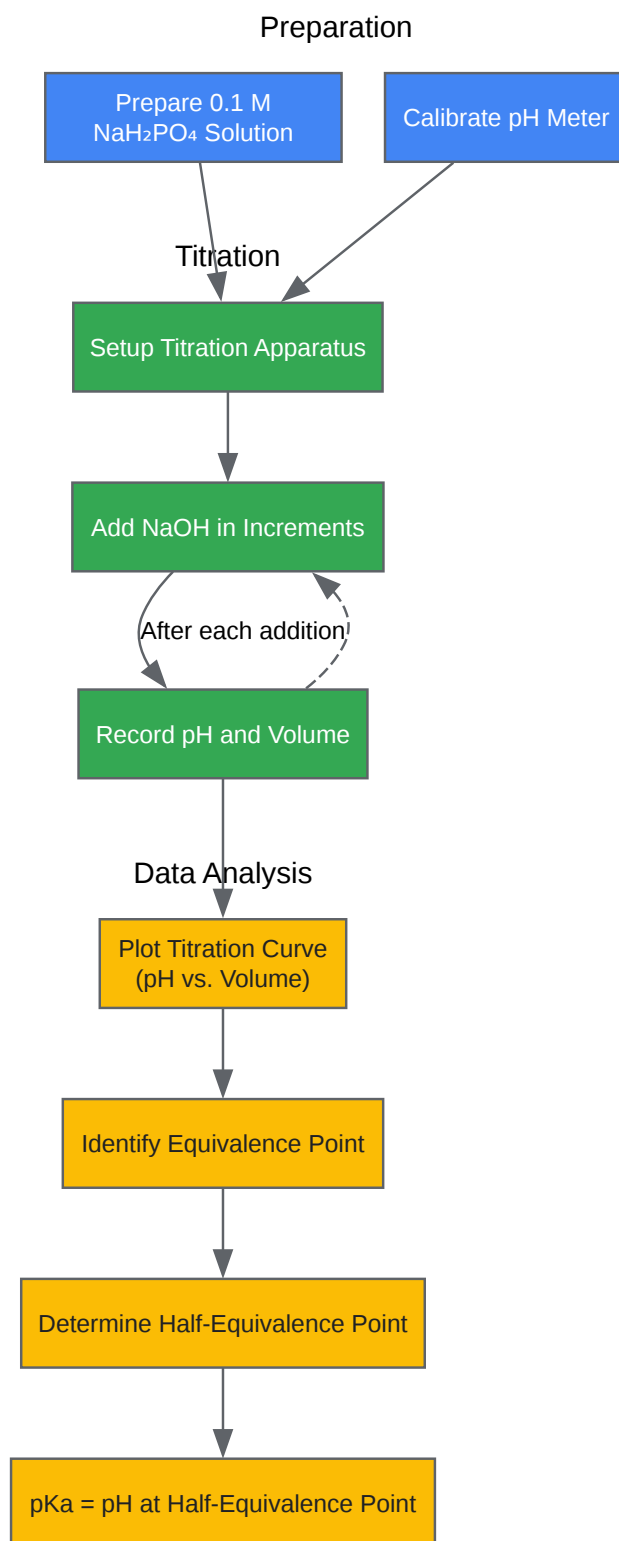 Preparation
Prepare 0.1 M
NaH₂PO₄ Solution
Calibrate pH Meter
Titration
Setup Titration Apparatus
Add NaOH in Increments
After each addition
Record pH and Volume
Data Analysis
Plot Titration Curve
(pH vs. Volume)
Identify Equivalence Point
Determine Half-Equivalence Point
pKa = pH at Half-Equivalence Point